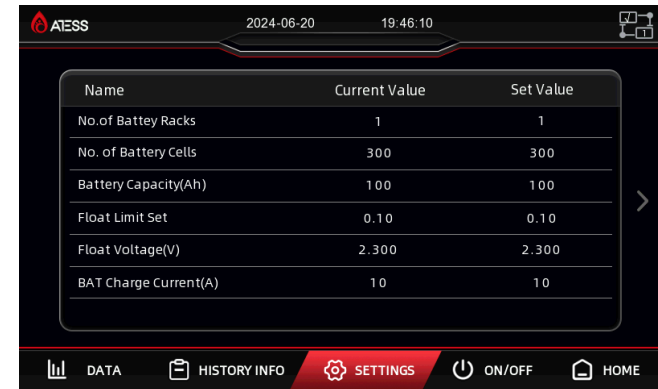 ATESS 2024-06-20 19:46:10
1
Name Current Value Set Value
No.of Battey Racks 1 1
No. of Battery Cells 300 300
Battery Capacity(Ah) 100 100
Float Limit Set 0.10 0.10
Float Voltage(V) 2.300 2.300
BAT Charge Current(A) 10 10
DATA HISTORY INFO SETTINGS ON/OFF HOME